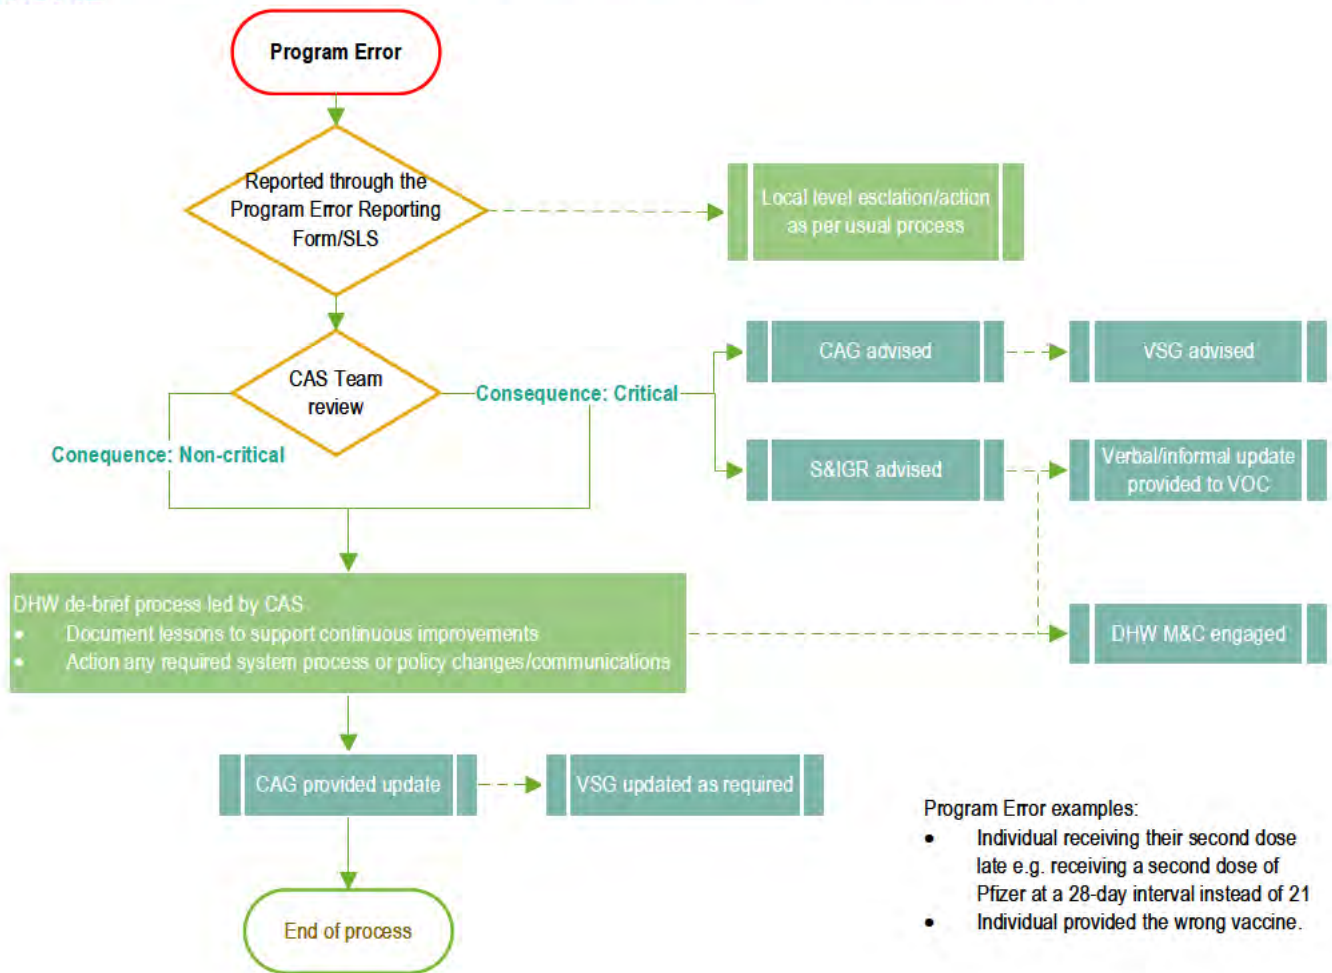 Program Error
Reported through the
Program Error Reporting
Form/SLS
Local level esclation/action
as per usual process
CAS Team
review
Consequence: Critical
CAG advised
VSG advised
Conequence: Non-critical
S&IGR advised
Verbal/informal update
provided to VOC
DHW de-brief process led by CAS
• Document lessons to support continuous improvements
• Action any required system process or policy changes/communications
DHW M&C engaged
CAG provided update
VSG updated as required
End of process
Program Error examples:
• Individual receiving their second dose
late e.g. receiving a second dose of
Pfizer at a 28-day interval instead of 21
• Individual provided the wrong vaccine.